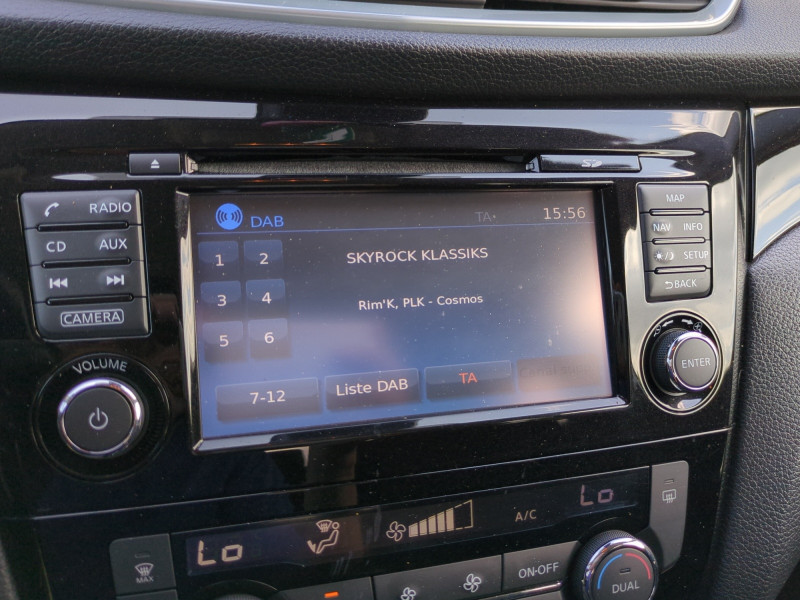 SD
RADIO
CD AUX
CAMERA
VOLUME
DAB TA 15:56
1 2
SKYROCK KLASSIKS
3 4
Rim'K, PLK - Cosmos
5 6
7-12 Liste DAB TA
MAP
NAV INFO
SETUP
BACK
ENTER
Lo A/C Lo
MAX
ON-OFF
DUAL